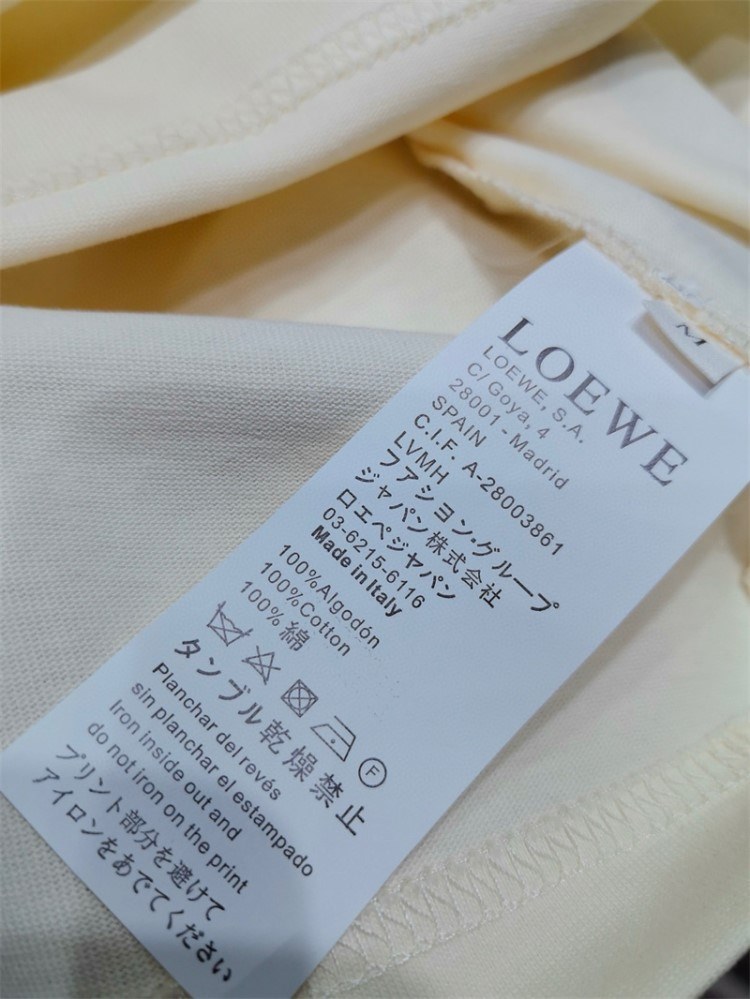 M
LOEWE
LOEWE, S.A.
C/ Goya, 4
28001 - Madrid
SPAIN
C.I.F. A-28003861
LVMH
ファション・グループ
ジャパン株式会社
ロエベジャパン
03-6215-6116
Made in Italy
100%Algodón
100%Cotton
100% 綿
F
タンブル乾燥禁止
Planchar del revés
sin planchar el estampado
Iron inside out and
do not iron on the print
プリント部分を避けて
アイロンをあでてください